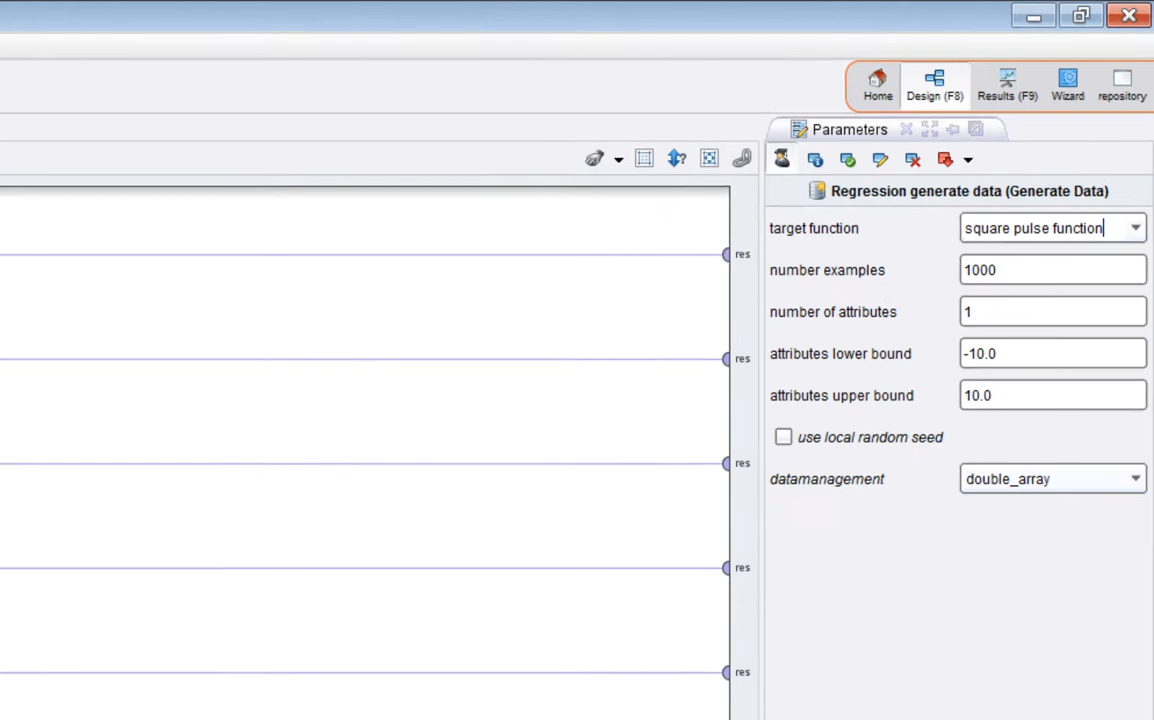 Home Design (F8) Results (F9) Wizard repository
Parameters
Regression generate data (Generate Data)
target function square pulse function
res
number examples 1000
number of attributes 1
attributes lower bound -10.0
res
attributes upper bound 10.0
use local random seed
res
datamanagement double_array
res
res